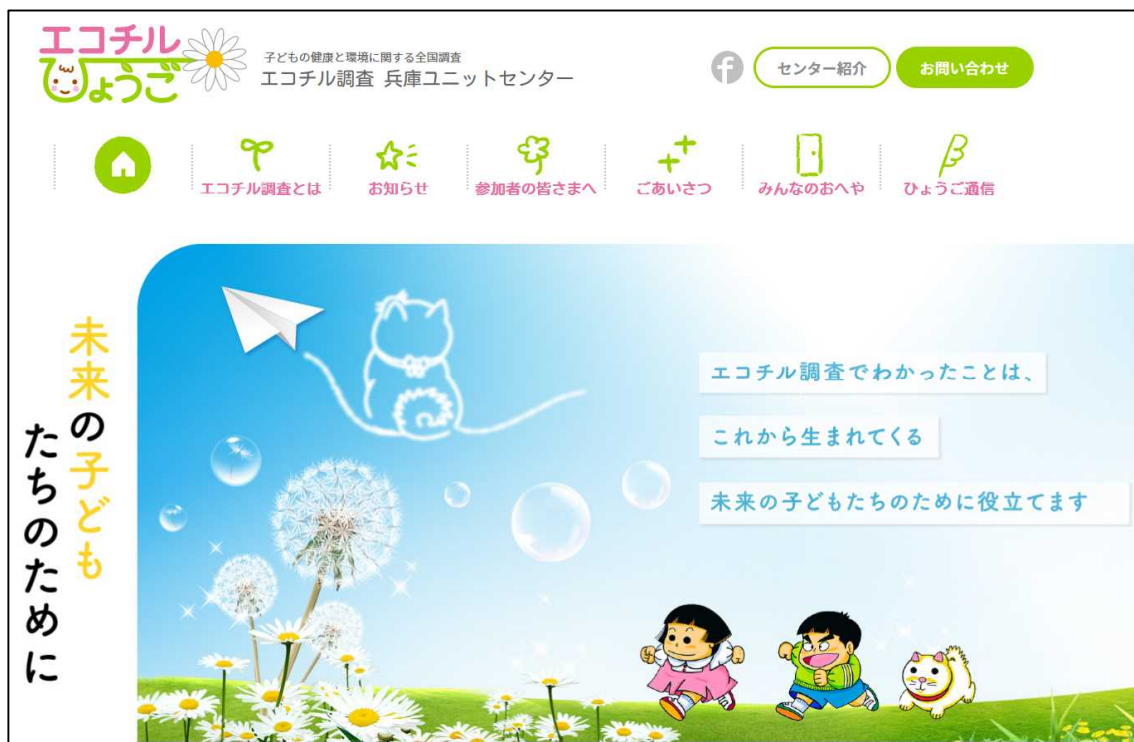 エコチル
ひょうご
子どもの健康と環境に関する全国調査
エコチル調査 兵庫ユニットセンター
センター紹介
お問い合わせ
エコチル調査とは
お知らせ
参加者の皆さまへ
ごあいさつ
みんなのおへや
ひょうご通信
未来の子ども
たちのために
エコチル調査でわかったことは、
これから生まれてくる
未来の子どもたちのために役立てます